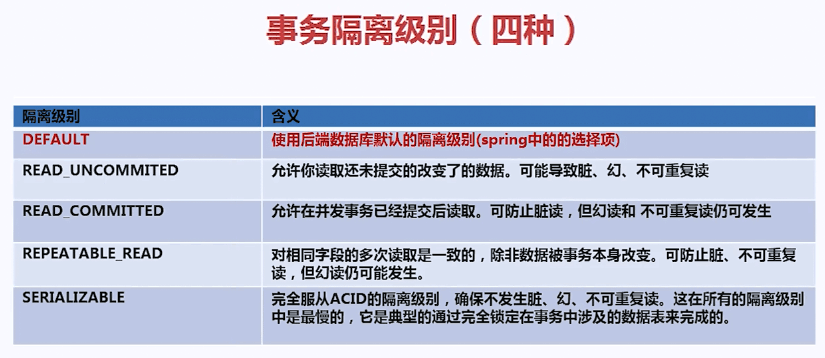 事务隔离级别（四种）
隔离级别 含义
DEFAULT 使用后端数据库默认的隔离级别(spring中的的选择项)
READ_UNCOMMITED 允许你读取还未提交的改变了的数据。可能导致脏、幻、不可重复读
READ_COMMITTED 允许在并发事务已经提交后读取。可防止脏读，但幻读和 不可重复读仍可发生
REPEATABLE_READ 对相同字段的多次读取是一致的，除非数据被事务本身改变。可防止脏、不可重复
读，但幻读仍可能发生。
SERIALIZABLE 完全服从ACID的隔离级别，确保不发生脏、幻、不可重复读。这在所有的隔离级别
中是最慢的，它是典型的通过完全锁定在事务中涉及的数据表来完成的。